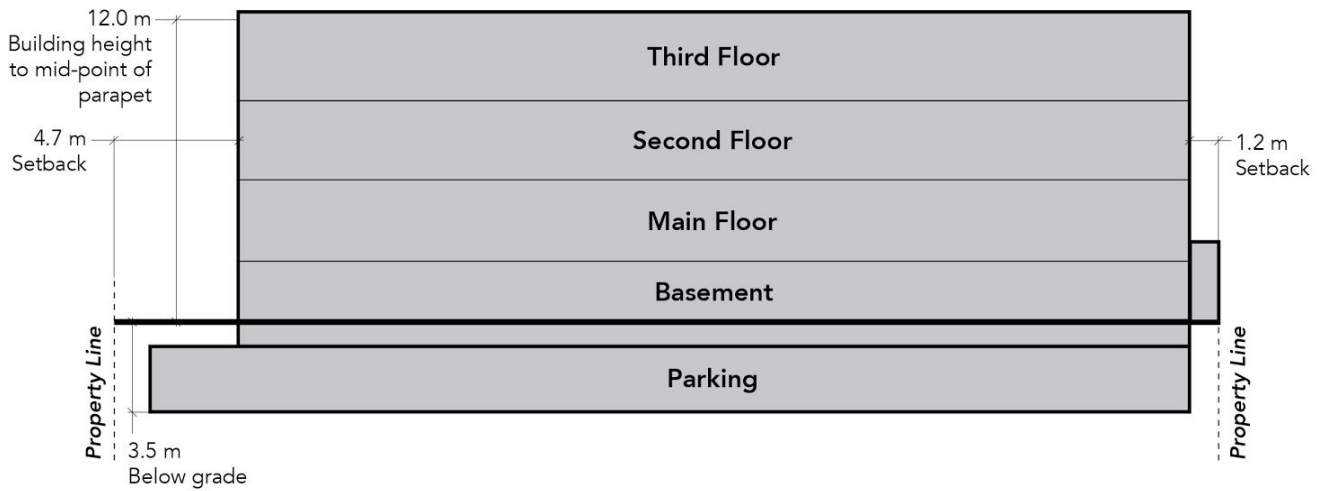 12.0 m
Building height
to mid-point of
parapet
Third Floor
4.7 m
Setback
Second Floor
1.2 m
Setback
Main Floor
Basement
Parking
Property Line
Property Line
3.5 m
Below grade